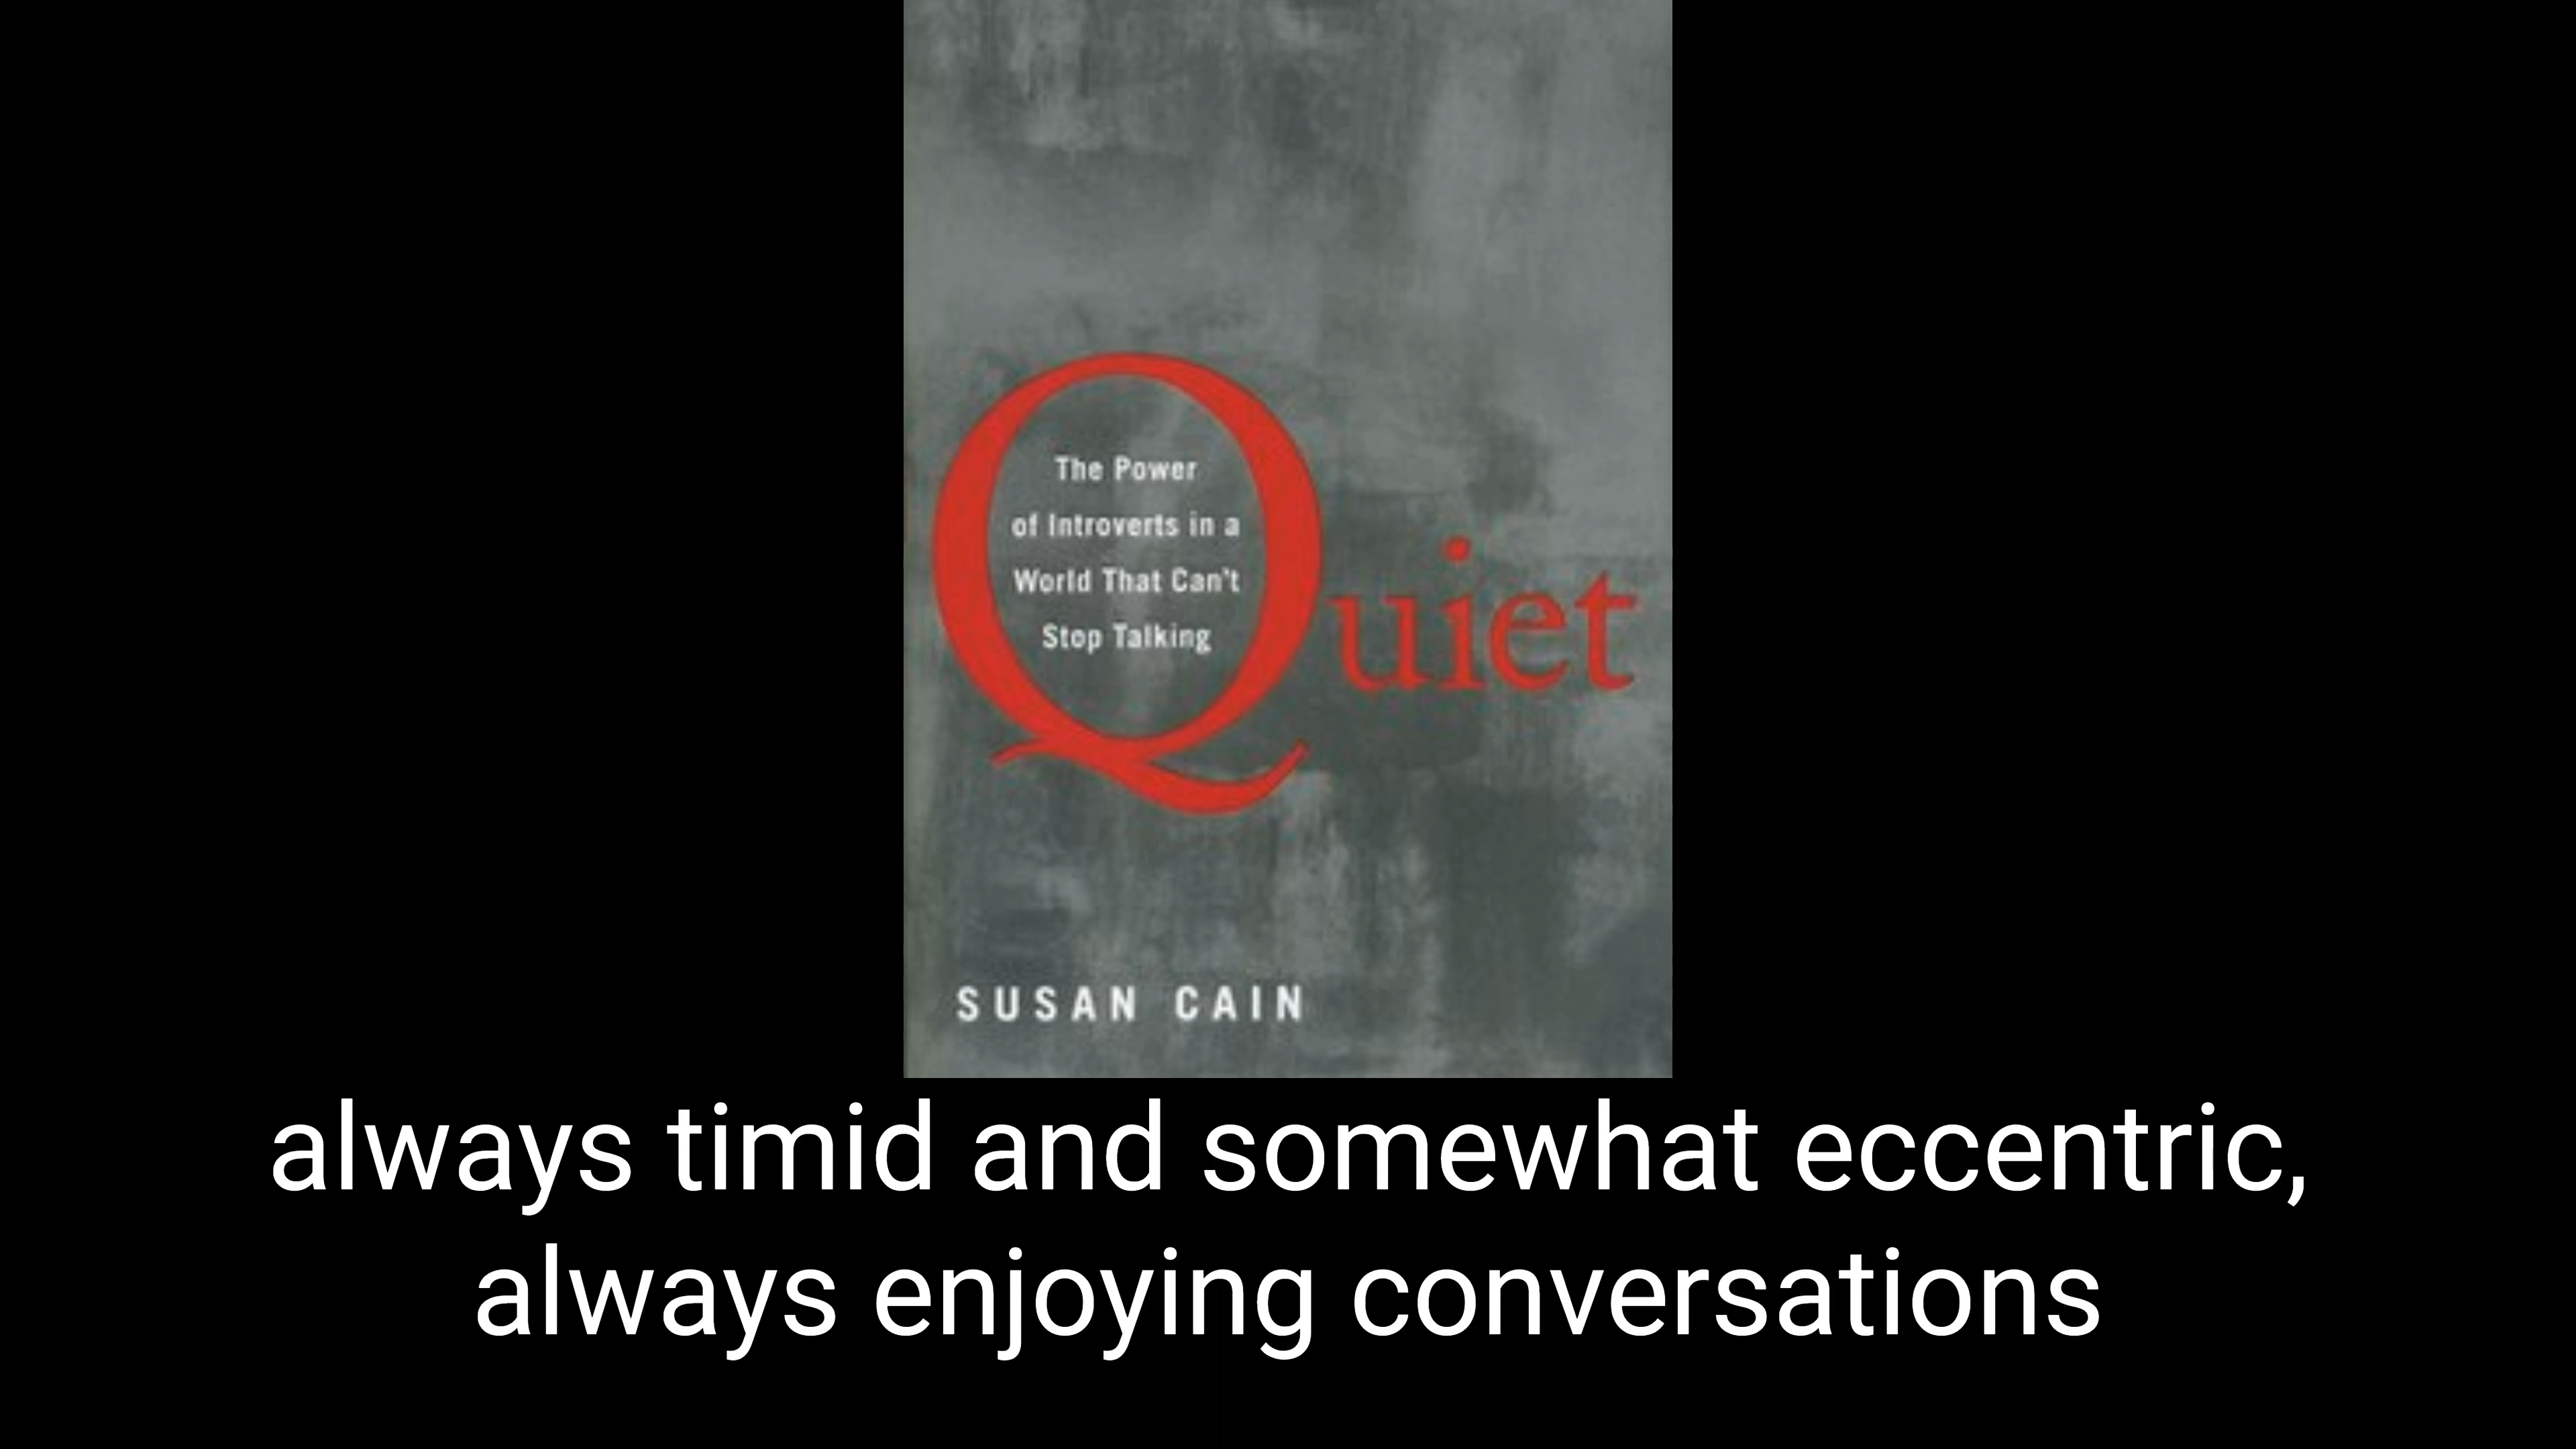 The Power
of Introverts in a
World That Can't
Stop Talking
Quiet
SUSAN CAIN
always timid and somewhat eccentric,
always enjoying conversations